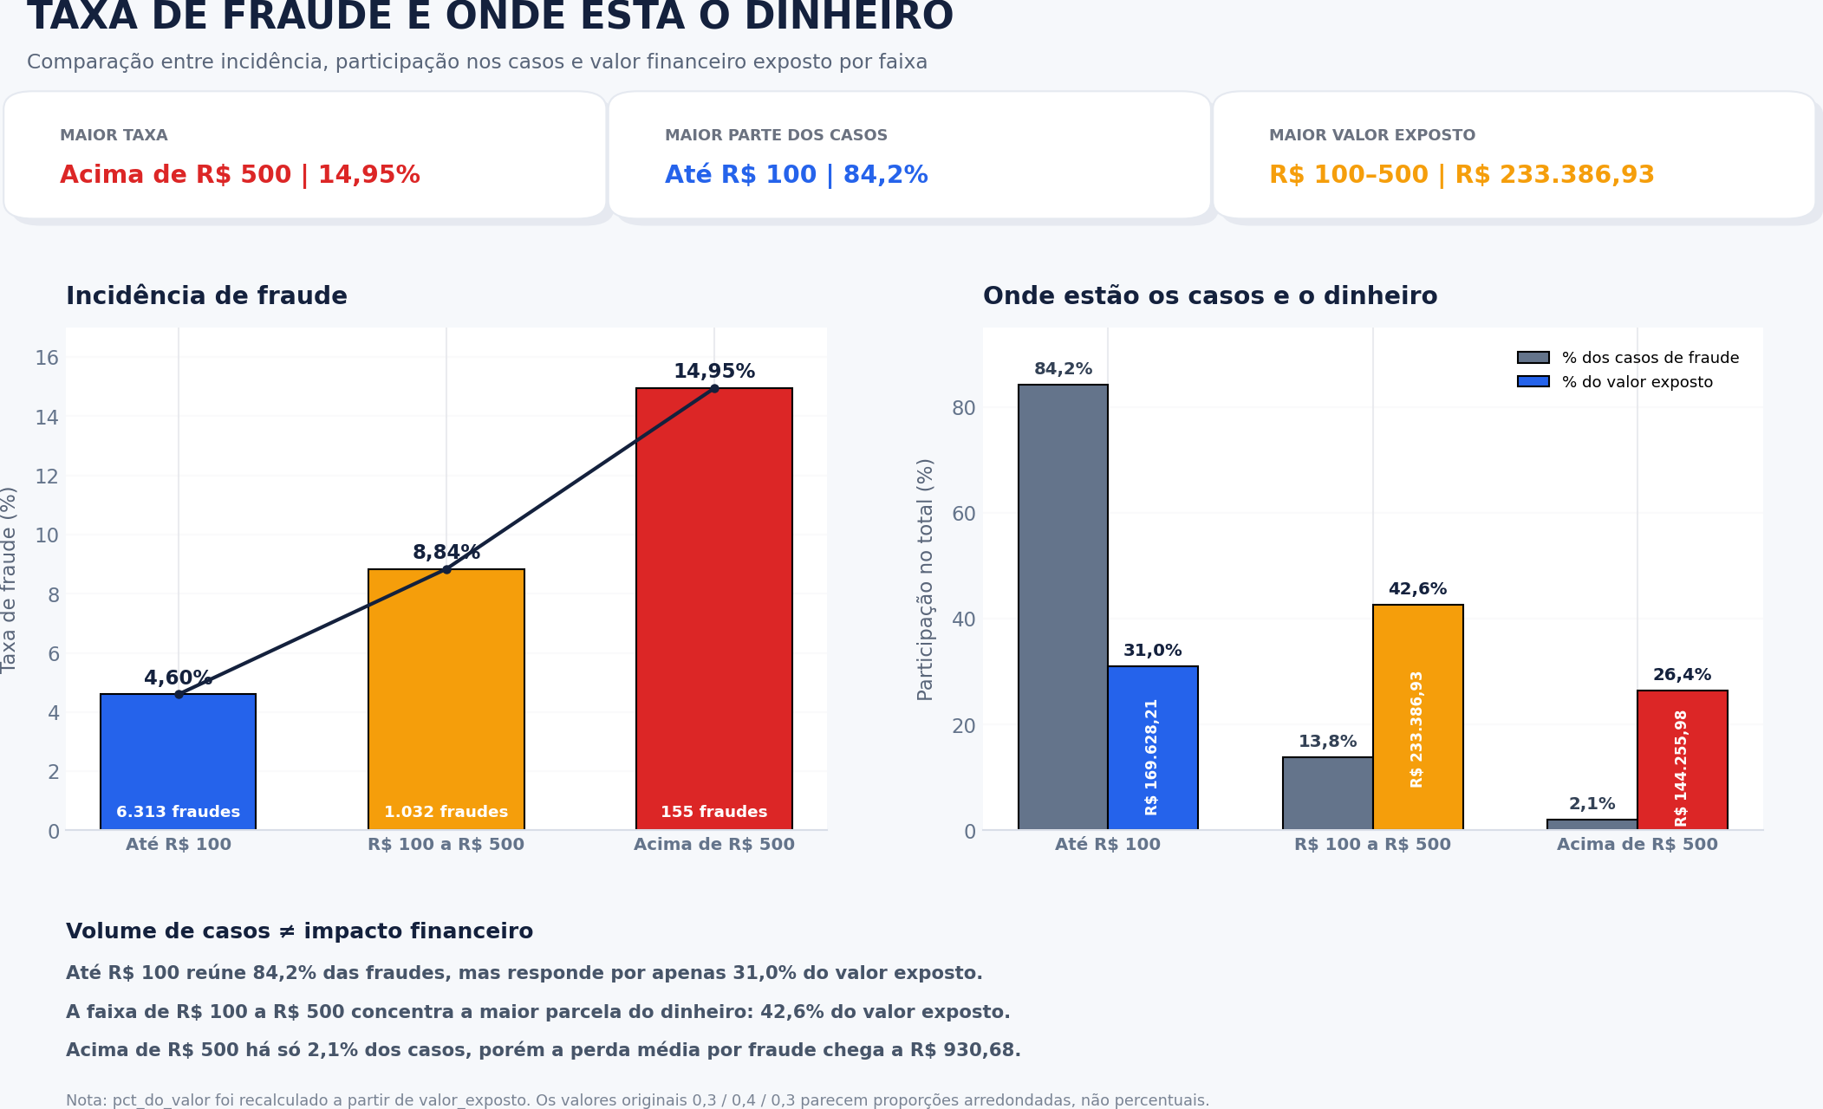 TAXA DE FRAUDE E ONDE ESTÁ O DINHEIRO
Comparação entre incidência, participação nos casos e valor financeiro exposto por faixa
MAIOR TAXA
Acima de R$ 500 | 14,95%
MAIOR PARTE DOS CASOS
Até R$ 100 | 84,2%
MAIOR VALOR EXPOSTO
R$ 100–500 | R$ 233.386,93
Incidência de fraude
Taxa de fraude (%)
16
14
12
10
8
6
4
2
0
4,60%
8,84%
14,95%
6.313 fraudes
1.032 fraudes
155 fraudes
Até R$ 100
R$ 100 a R$ 500
Acima de R$ 500
Onde estão os casos e o dinheiro
% dos casos de fraude
% do valor exposto
Participação no total (%)
80
60
40
20
0
84,2%
31,0%
13,8%
42,6%
2,1%
26,4%
R$ 169.628,21
R$ 233.386,93
R$ 144.255,98
Até R$ 100
R$ 100 a R$ 500
Acima de R$ 500
Volume de casos ≠ impacto financeiro
Até R$ 100 reúne 84,2% das fraudes, mas responde por apenas 31,0% do valor exposto.
A faixa de R$ 100 a R$ 500 concentra a maior parcela do dinheiro: 42,6% do valor exposto.
Acima de R$ 500 há só 2,1% dos casos, porém a perda média por fraude chega a R$ 930,68.
Nota: pct_do_valor foi recalculado a partir de valor_exposto. Os valores originais 0,3 / 0,4 / 0,3 parecem proporções arredondadas, não percentuais.